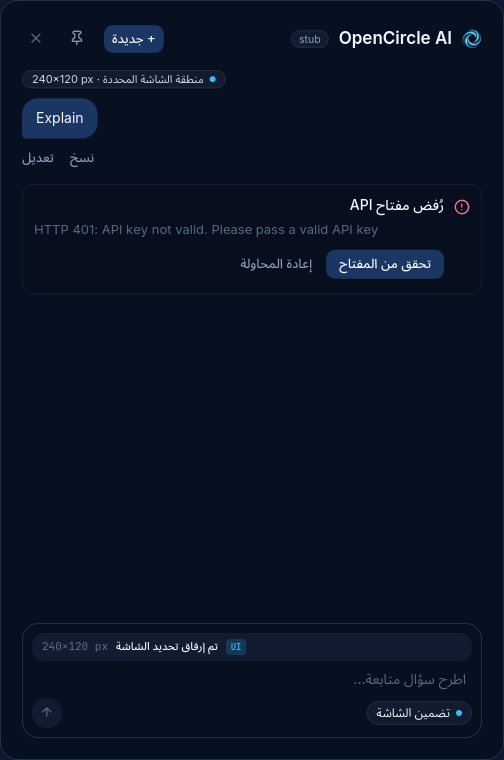 OpenCircle AI
stub
+ جديدة
منطقة الشاشة المحددة · 240×120 px
Explain
نسخ
تعديل
رُفض مفتاح API
HTTP 401: API key not valid. Please pass a valid API key
تحقق من المفتاح
إعادة المحاولة
UI تم إرفاق تحديد الشاشة 240×120 px
اطرح سؤال متابعة...
تضمين الشاشة